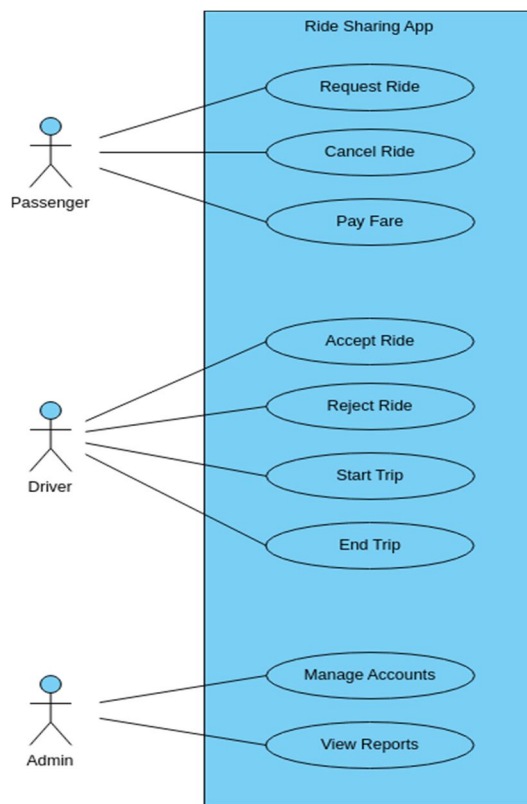 Ride Sharing App
Request Ride
Cancel Ride
Passenger
Pay Fare
Accept Ride
Reject Ride
Start Trip
Driver
End Trip
Manage Accounts
View Reports
Admin